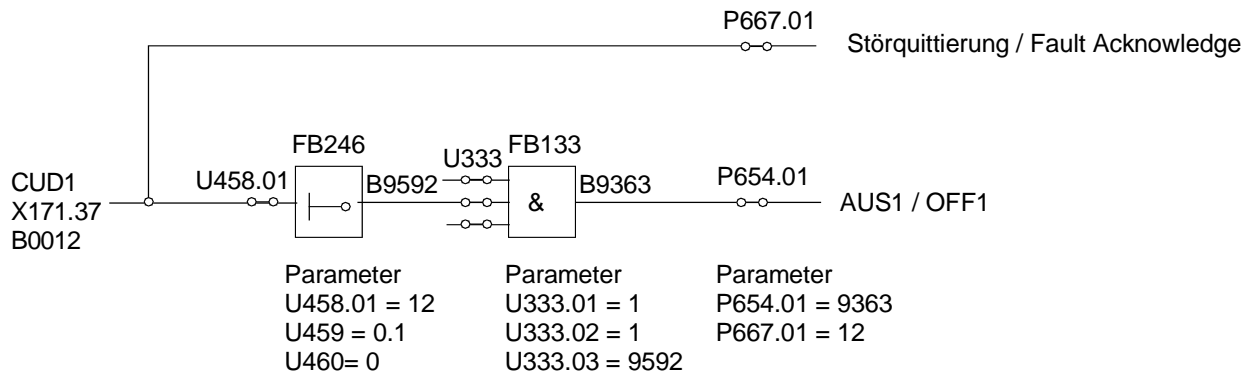 P667.01
Störquittierung / Fault Acknowledge
FB246
FB133
U333
CUD1
X171.37
B0012
U458.01
B9592
&
B9363
P654.01
AUS1 / OFF1
Parameter
U458.01 = 12
U459 = 0.1
U460= 0
Parameter
U333.01 = 1
U333.02 = 1
U333.03 = 9592
Parameter
P654.01 = 9363
P667.01 = 12